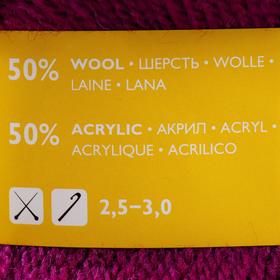 50% WOOL • ШЕРСТЬ • WOLLE •
LAINE • LANA
50% ACRYLIC • АКРИЛ • ACRYL •
ACRYLIQUE • ACRILICO
2,5–3,0